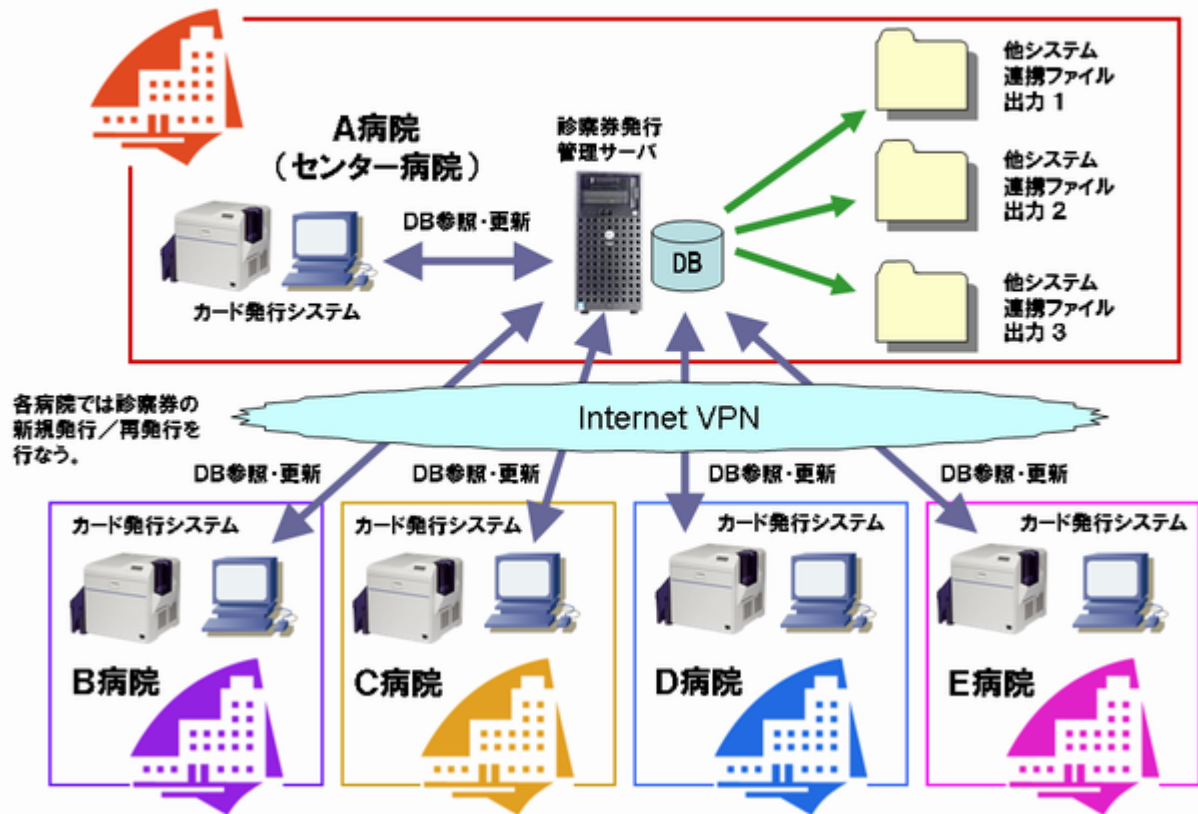 A病院
（センター病院）
診察券発行
管理サーバ
他システム
連携ファイル
出力 1
他システム
連携ファイル
出力 2
他システム
連携ファイル
出力 3
DB参照・更新
DB
カード発行システム
各病院では診察券の
新規発行／再発行を
行なう。
Internet VPN
DB参照・更新
DB参照・更新
DB参照・更新
DB参照・更新
カード発行システム
カード発行システム
カード発行システム
カード発行システム
B病院
C病院
D病院
E病院